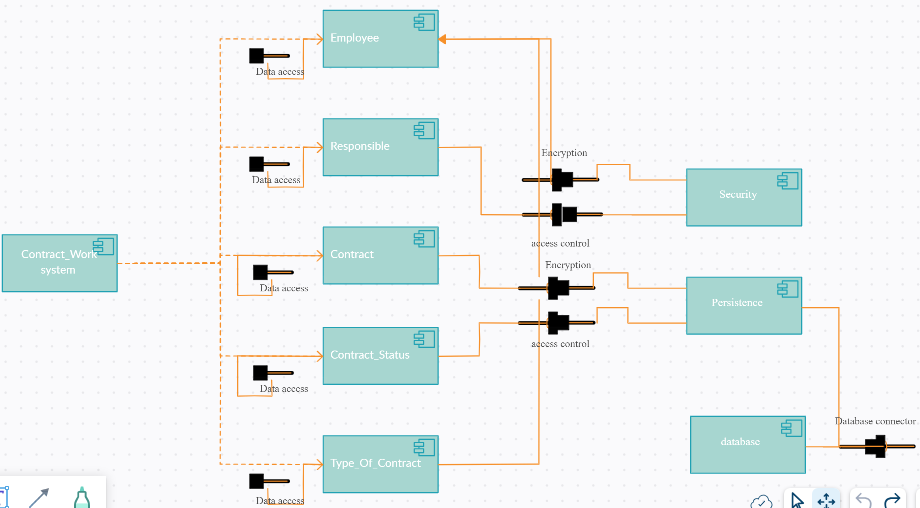 Employee
Data access
Responsible
Data access
Encryption
Security
access control
Contract_Work
system
Contract
Data access
Encryption
Persistence
access control
Contract_Status
Data access
Database connector
database
Type_Of_Contract
Data access